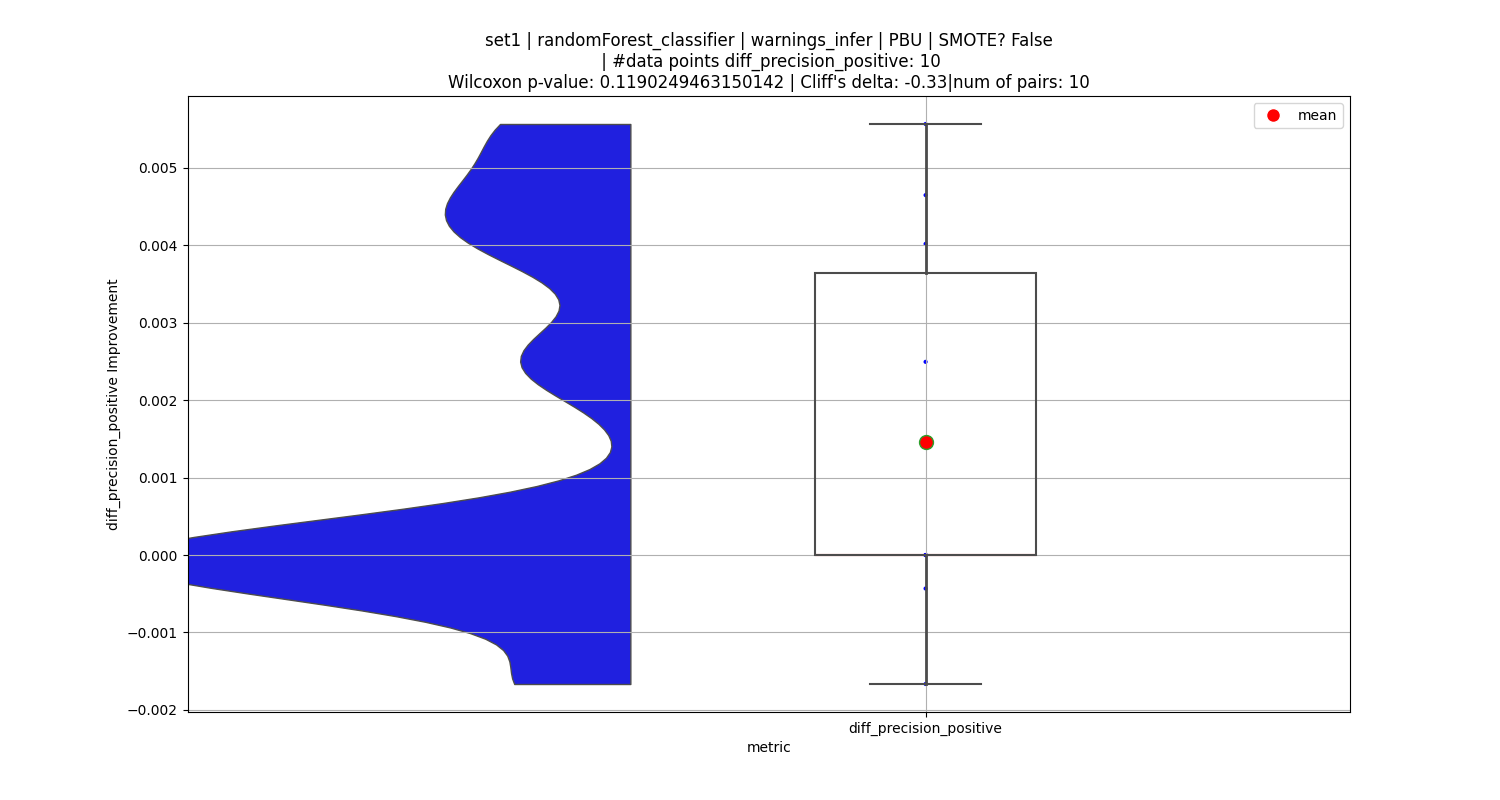 set1 | randomForest_classifier | warnings_infer | PBU | SMOTE? False
| #data points diff_precision_positive: 10
Wilcoxon p-value: 0.1190249463150142 | Cliff's delta: -0.33|num of pairs: 10
mean
0.005
0.004
0.003
0.002
0.001
0.000
−0.001
−0.002
diff_precision_positive Improvement
diff_precision_positive
metric